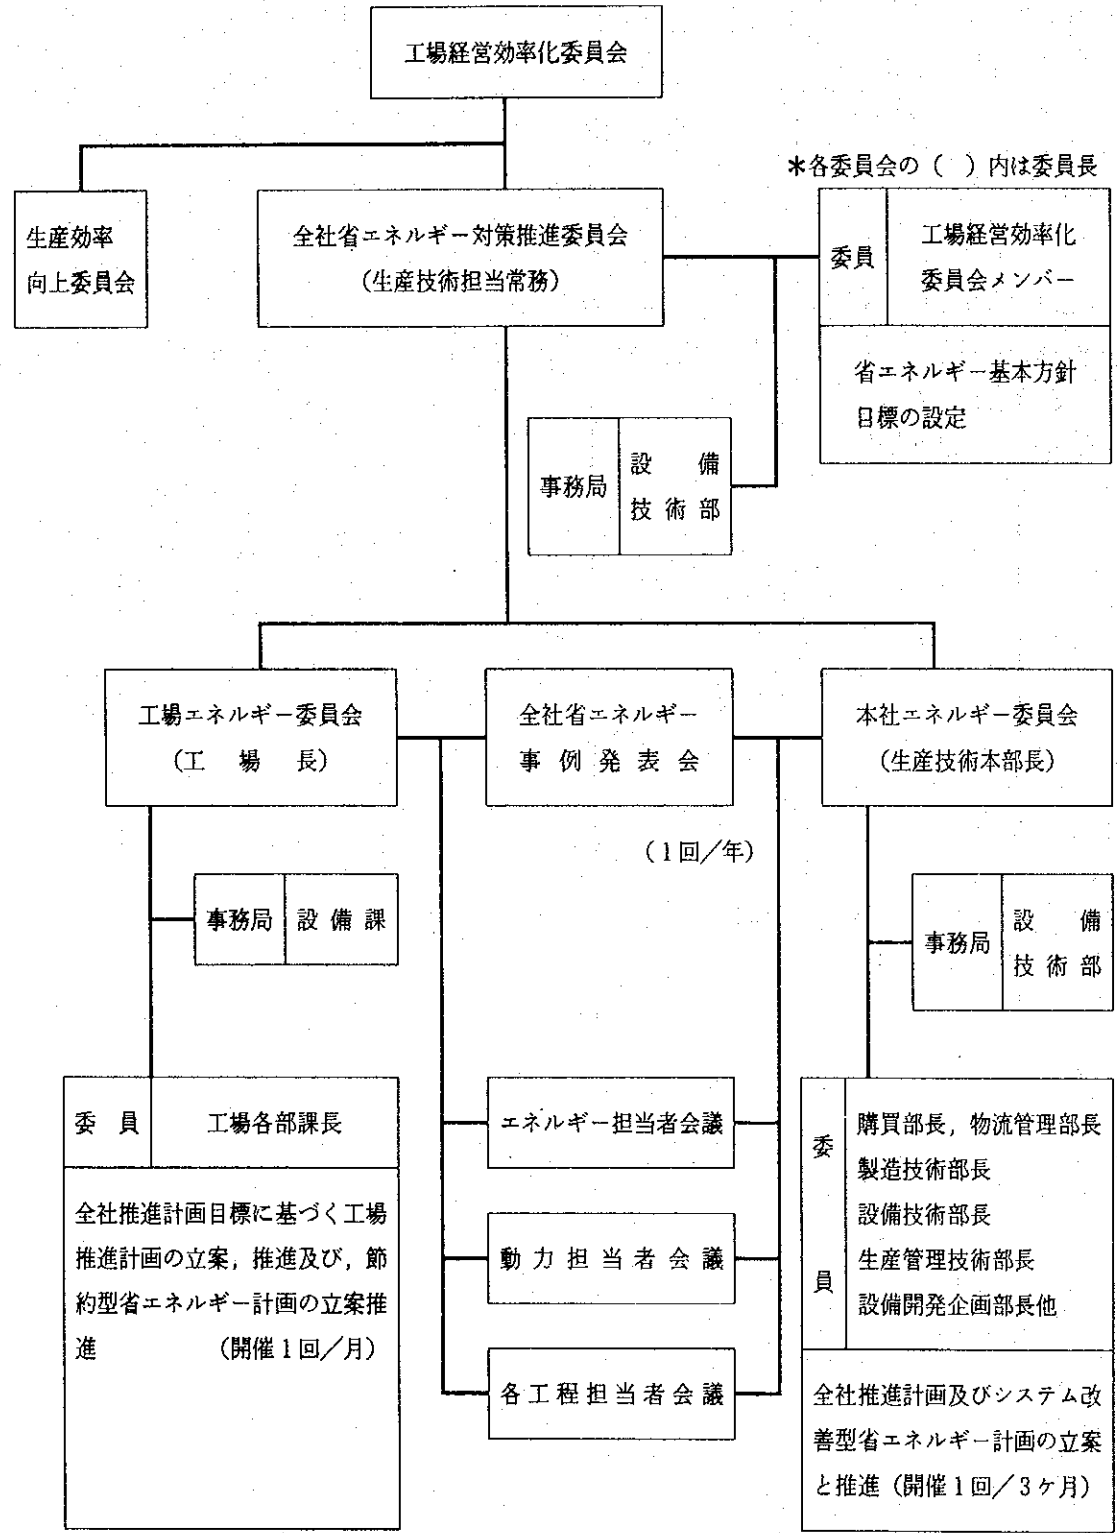 工場経営効率化委員会
＊各委員会の（　）内は委員長
生産効率
向上委員会
全社省エネルギー対策推進委員会
（生産技術担当常務）
委員
工場経営効率化
委員会メンバー
省エネルギー基本方針
目標の設定
事務局
設　備
技術部
工場エネルギー委員会
（工　場　長）
全社省エネルギー
事例発表会
（1回／年）
本社エネルギー委員会
（生産技術本部長）
事務局
設備課
事務局
設　備
技術部
委員
工場各部課長
全社推進計画目標に基づく工場
推進計画の立案，推進及び，節
約型省エネルギー計画の立案推
進　（開催1回／月）
エネルギー担当者会議
動力担当者会議
各工程担当者会議
委員
購買部長，物流管理部長
製造技術部長
設備技術部長
生産管理技術部長
設備開発企画部長他
全社推進計画及びシステム改
善型省エネルギー計画の立案
と推進（開催1回／3ケ月）